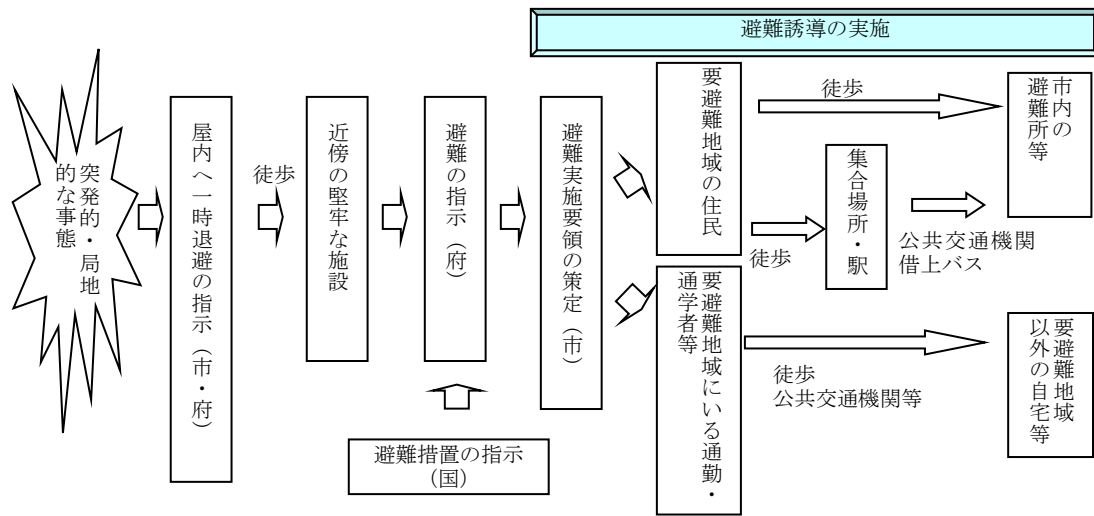 避難誘導の実施
突発的・局地
的な事態
屋内へ一時退避の指示（市・府）
徒歩
近傍の堅牢な施設
避難の指示（府）
避難措置の指示
（国）
避難実施要領の策定（市）
要避難地域の住民
徒歩
市内の
避難所等
徒歩
集合場所・駅
公共交通機関
借上バス
要避難地域にいる通勤・
通学者等
徒歩
公共交通機関等
要避難地域
以外の自宅等